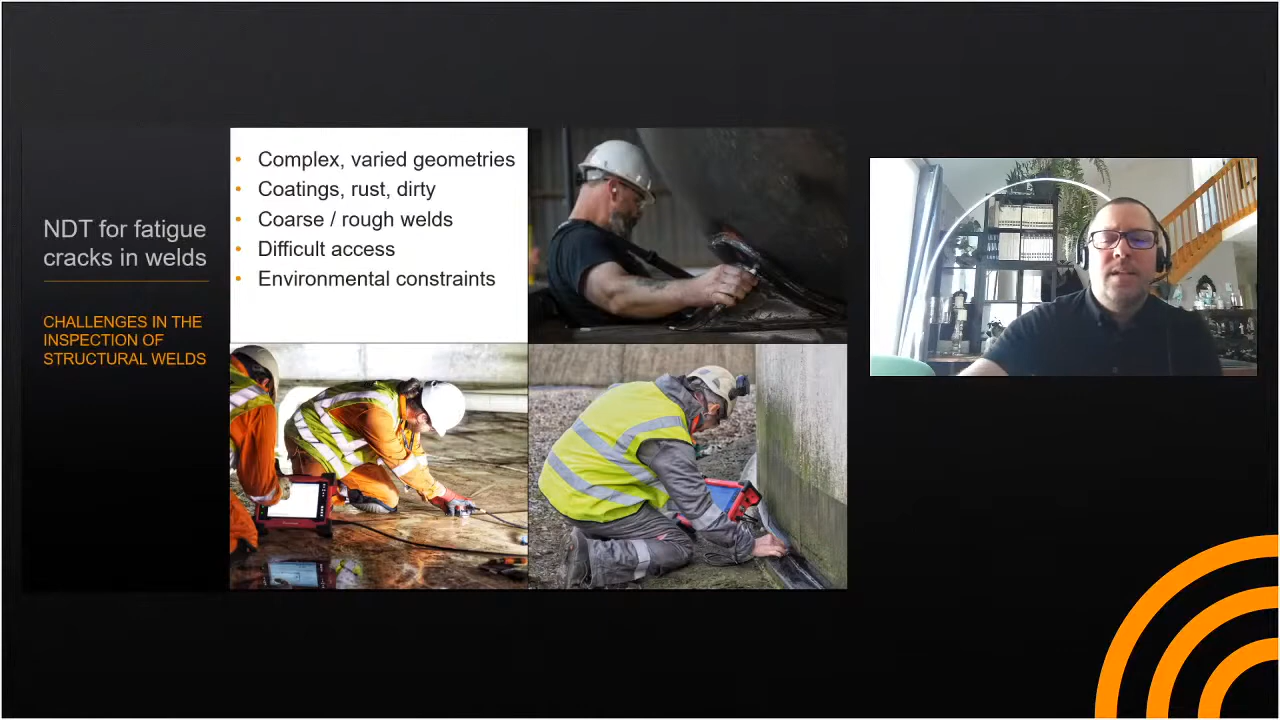 NDT for fatigue
cracks in welds
CHALLENGES IN THE
INSPECTION OF
STRUCTURAL WELDS
• Complex, varied geometries
• Coatings, rust, dirty
• Coarse / rough welds
• Difficult access
• Environmental constraints